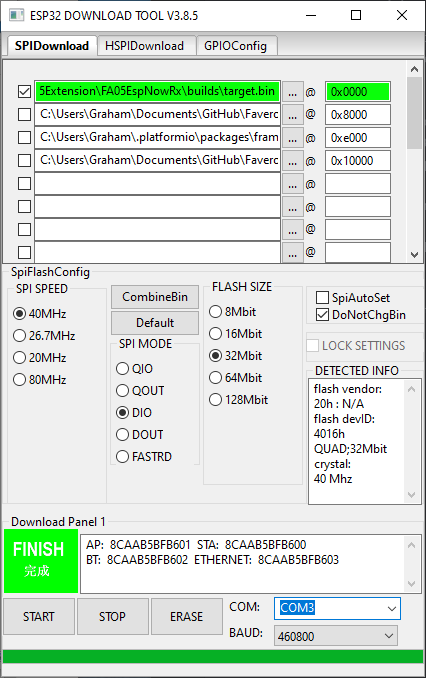 ESP32 DOWNLOAD TOOL V3.8.5
SPIDownload HSPIDownload GPIOConfig
5Extension\FA05EspNowRx\builds\target.bin ... @ 0x0000
C:\Users\Graham\Documents\GitHub\Faverc ... @ 0x8000
C:\Users\Graham\.platformio\packages\fram ... @ 0xe000
C:\Users\Graham\Documents\GitHub\Faverc ... @ 0x10000
... @
... @
... @
... @
SpiFlashConfig
SPI SPEED
40MHz
26.7MHz
20MHz
80MHz
CombineBin
Default
SPI MODE
QIO
QOUT
DIO
DOUT
FASTRD
FLASH SIZE
8Mbit
16Mbit
32Mbit
64Mbit
128Mbit
SpiAutoSet
DoNotChgBin
LOCK SETTINGS
DETECTED INFO
flash vendor:
20h : N/A
flash devID:
4016h
QUAD;32Mbit
crystal:
40 Mhz
Download Panel 1
FINISH
完成
AP: 8CAAB5BFB601 STA: 8CAAB5BFB600
BT: 8CAAB5BFB602 ETHERNET: 8CAAB5BFB603
START STOP ERASE
COM: COM3
BAUD: 460800